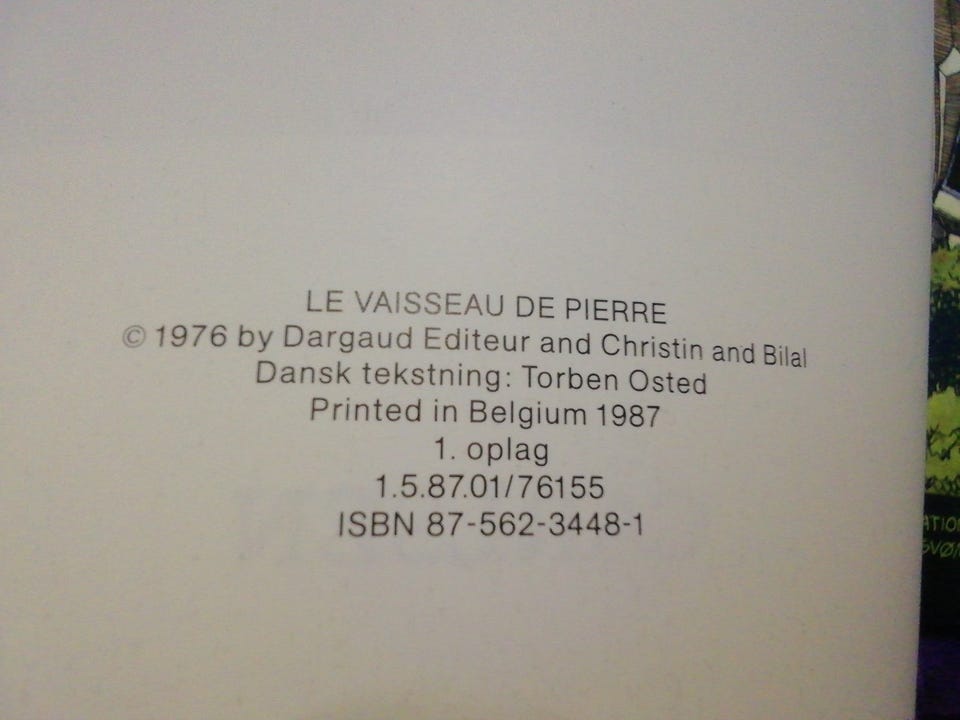 LE VAISSEAU DE PIERRE
© 1976 by Dargaud Editeur and Christin and Bilal
Dansk tekstning: Torben Osted
Printed in Belgium 1987
1. oplag
1.5.87.01/76155
ISBN 87-562-3448-1